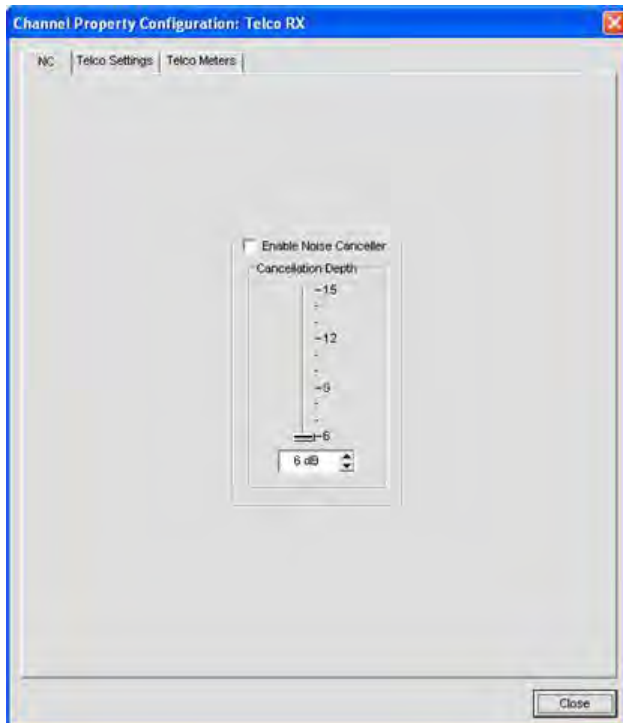 Channel Property Configuration: Telco RX
NC Telco Settings Telco Meters
Enable Noise Canceller
Cancellation Depth
-15
-12
-9
-6
6 dB
Close